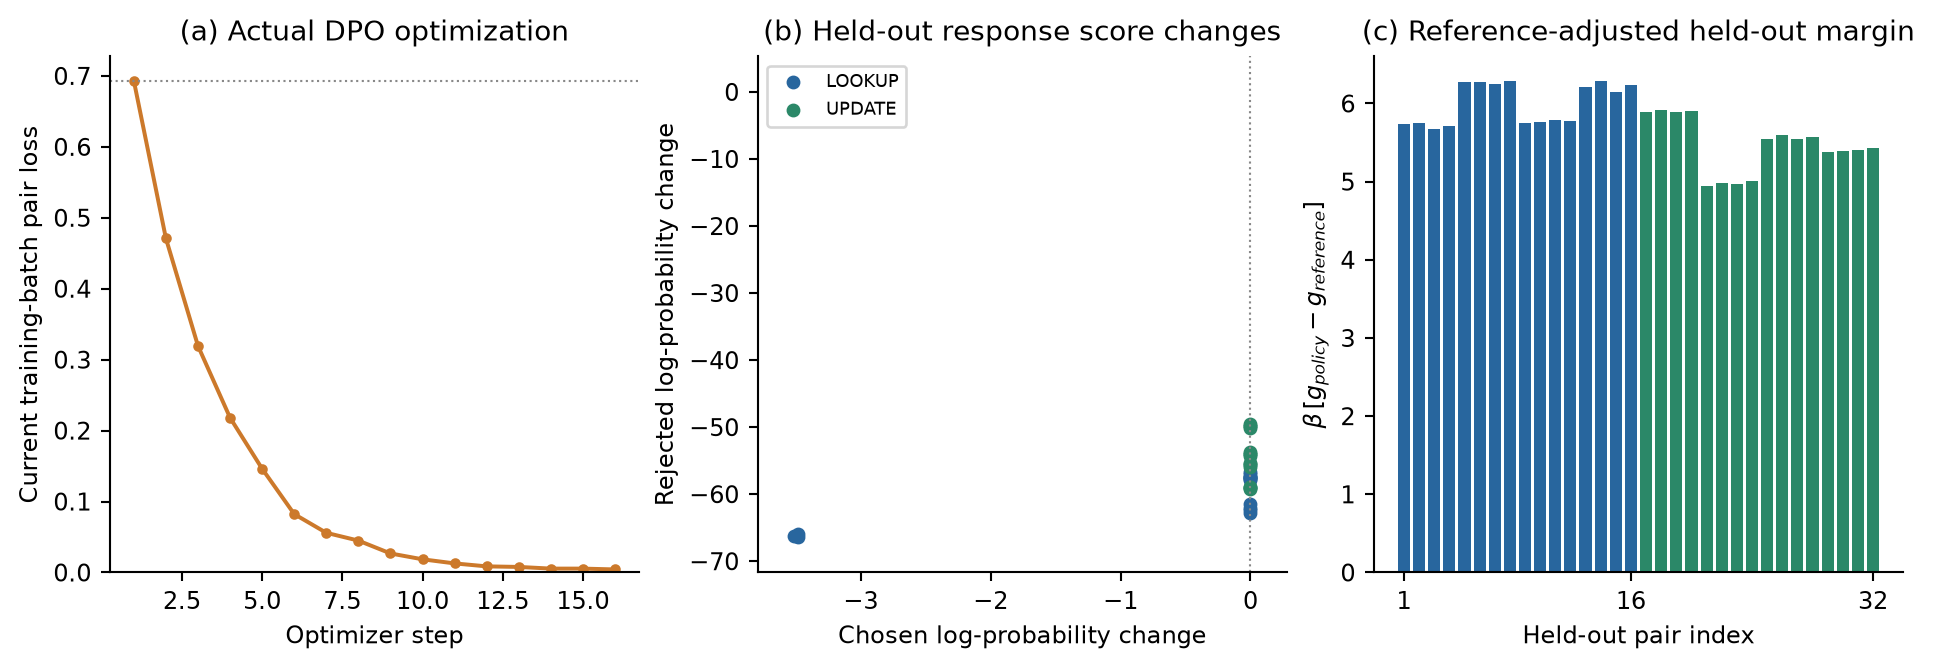 (a) Actual DPO optimization
Current training-batch pair loss
0.7
0.6
0.5
0.4
0.3
0.2
0.1
0.0
2.5 5.0 7.5 10.0 12.5 15.0
Optimizer step
(b) Held-out response score changes
LOOKUP
UPDATE
Rejected log-probability change
0
−10
−20
−30
−40
−50
−60
−70
−3 −2 −1 0
Chosen log-probability change
(c) Reference-adjusted held-out margin
β [g_policy − g_reference]
6
5
4
3
2
1
0
1 16 32
Held-out pair index